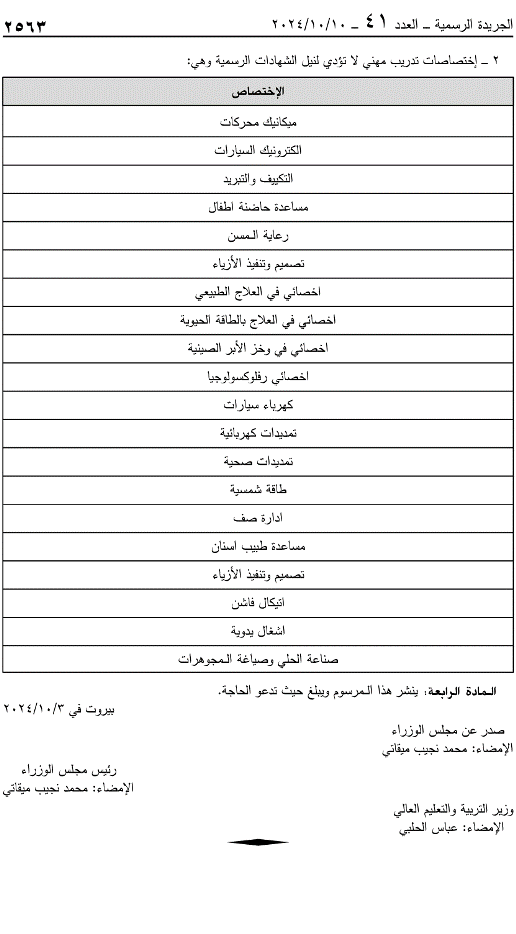 الجريدة الرسمية ــ العدد ٤١ ــ ٢٠٢٤/١٠/١٠ ٢٥٦٣
٢ ــ إختصاصات تدريب مهني لا تؤدي لنيل الشهادات الرسمية وهي:
الإختصاص
ميكانيك محركات
الكترونيك السيارات
التكييف والتبريد
مساعدة حاضنة اطفال
رعاية المسن
تصميم وتنفيذ الأزياء
اخصائي في العلاج الطبيعي
اخصائي في العلاج بالطاقة الحيوية
اخصائي في وخز الأبر الصينية
اخصائي رفلوكسولوجيا
كهرباء سيارات
تمديدات كهربائية
تمديدات صحية
طاقة شمسية
ادارة صف
مساعدة طبيب اسنان
تصميم وتنفيذ الأزياء
اتيكال فاشن
اشغال يدوية
صناعة الحلي وصياغة المجوهرات
المادة الرابعة: ينشر هذا المرسوم ويبلغ حيث تدعو الحاجة.
بيروت في ٢٠٢٤/١٠/٣
صدر عن مجلس الوزراء
الإمضاء: محمد نجيب ميقاتي
رئيس مجلس الوزراء
الإمضاء: محمد نجيب ميقاتي
وزير التربية والتعليم العالي
الإمضاء: عباس الحلبي